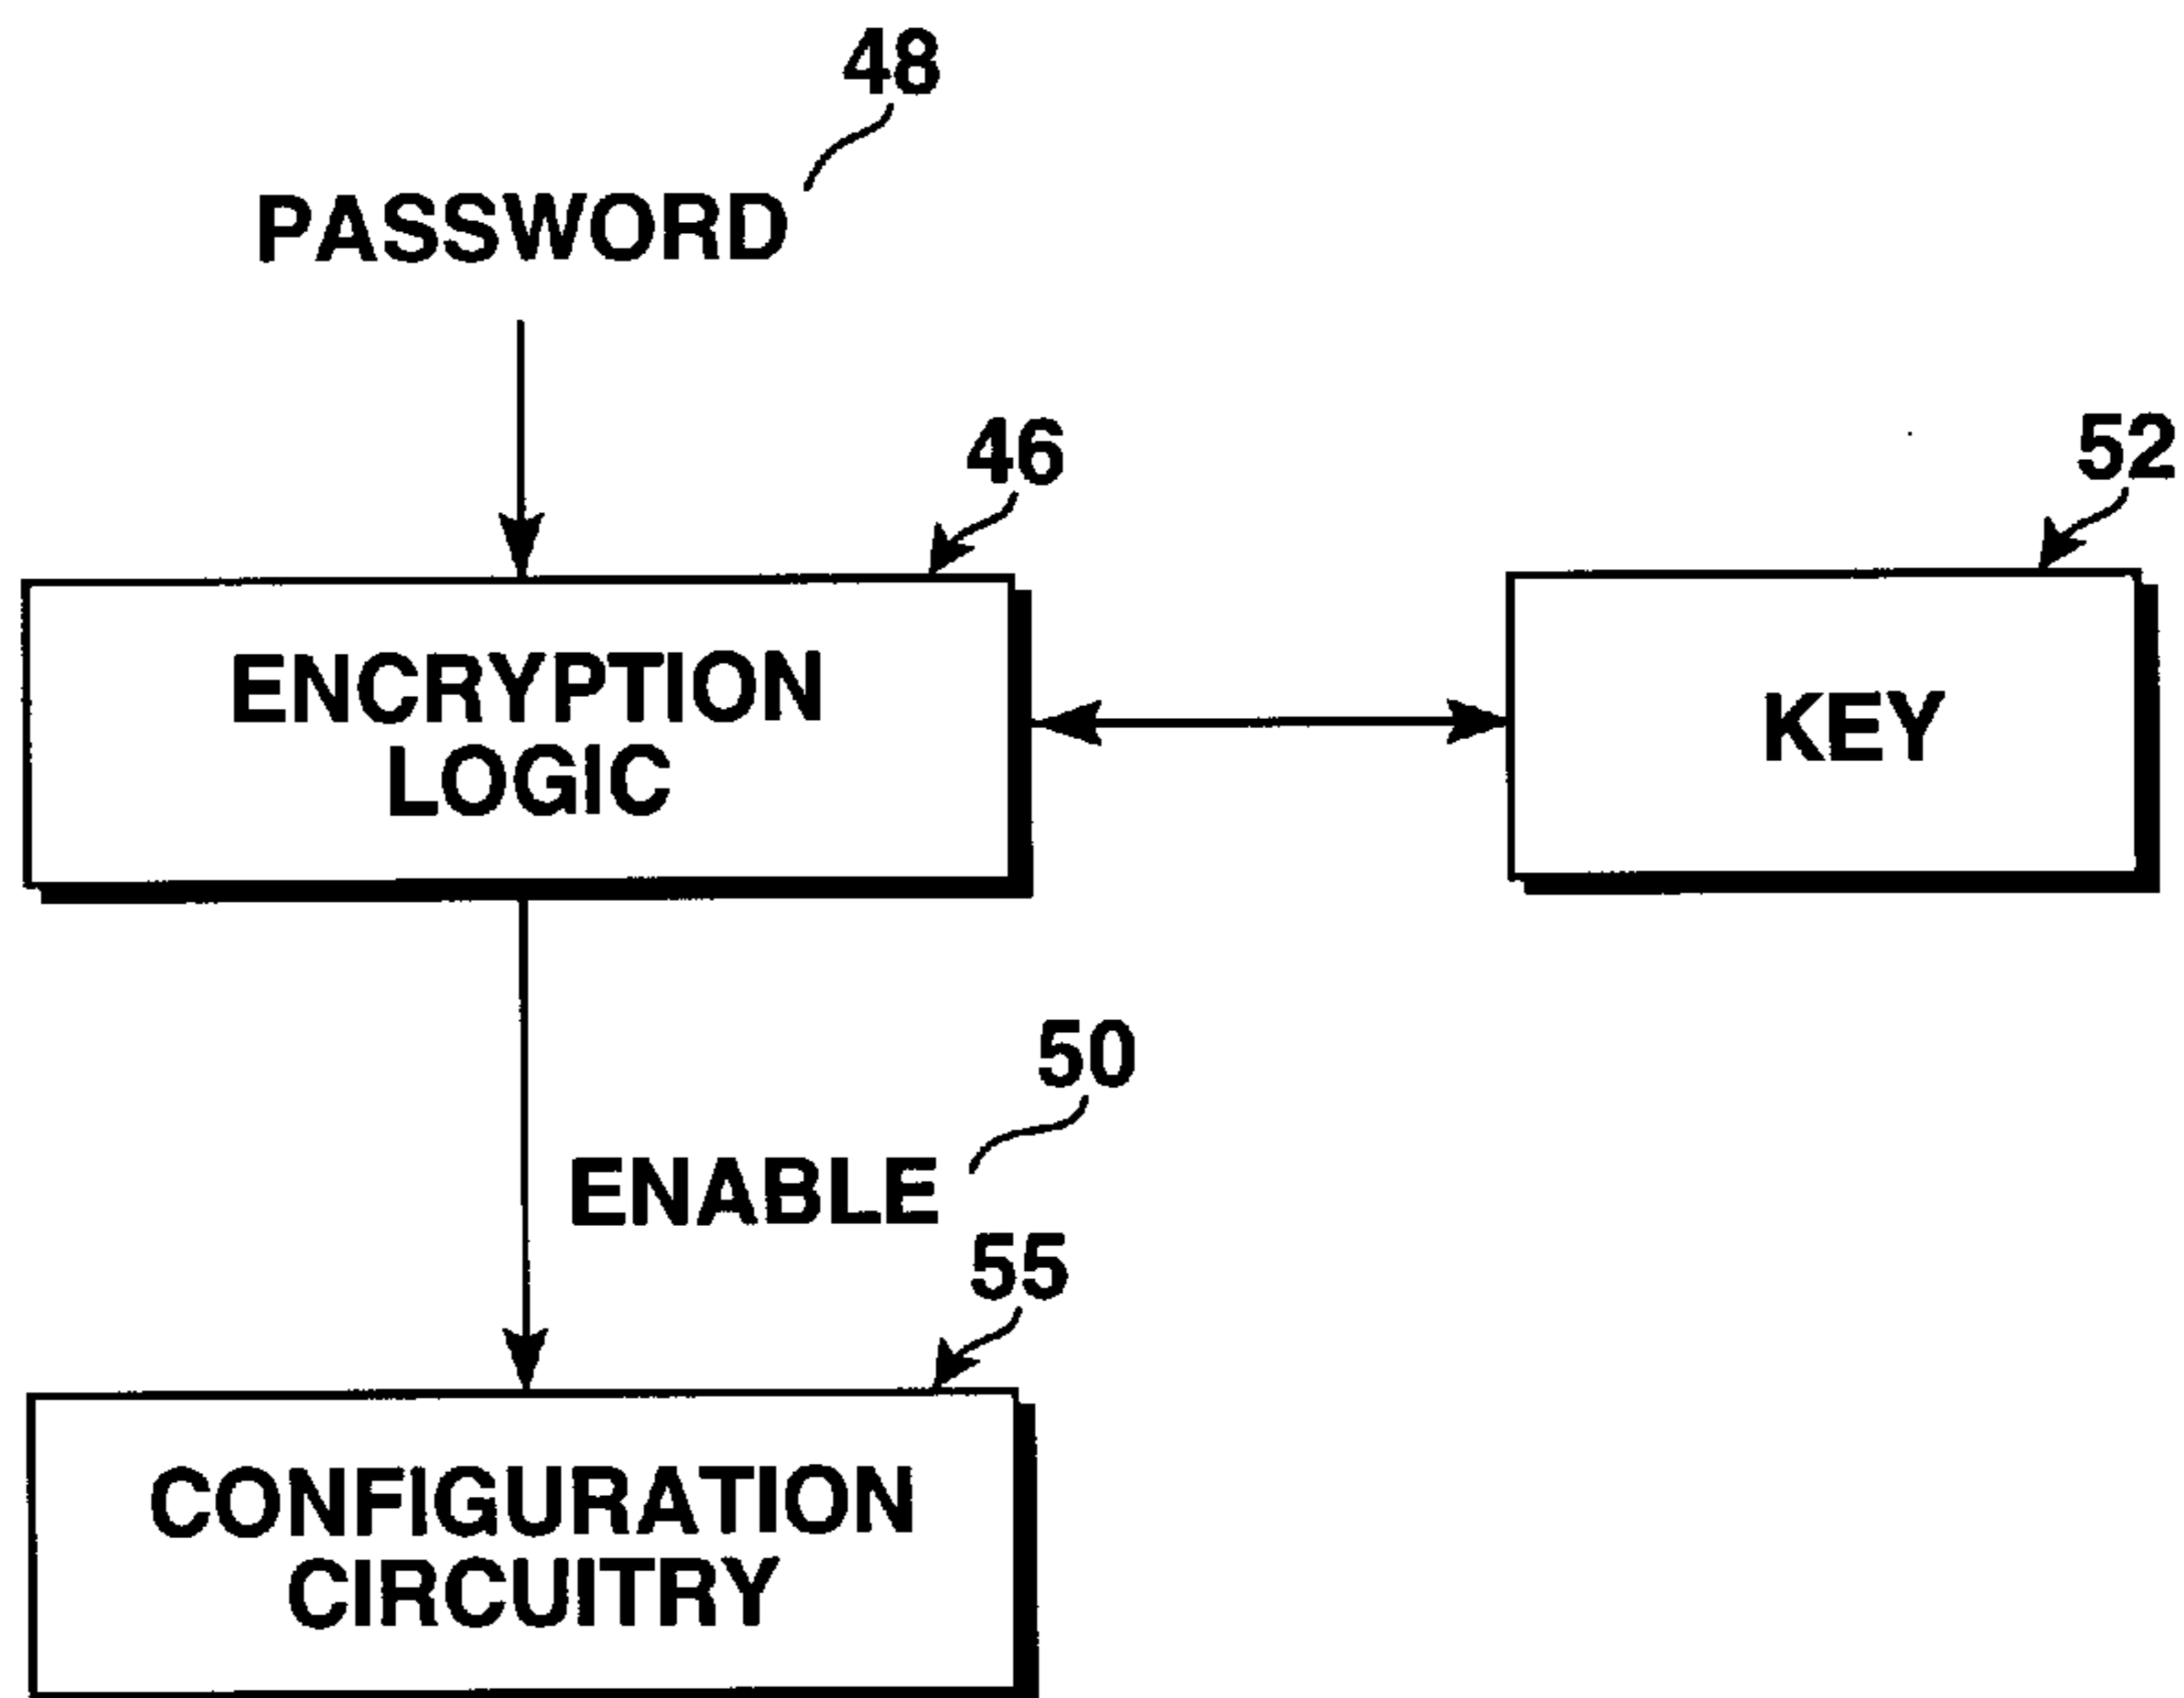 48
PASSWORD
46
52
ENCRYPTION
LOGIC
KEY
50
ENABLE
55
CONFIGURATION
CIRCUITRY